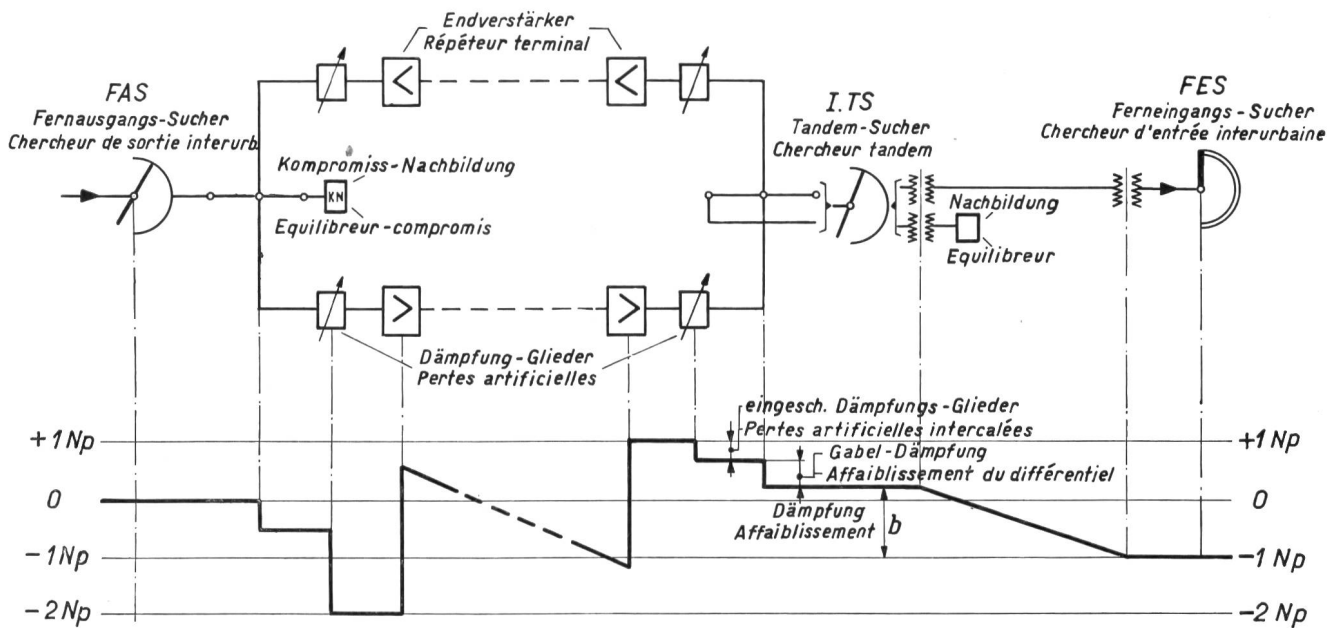 Endverstärker
Répéteur terminal
FAS
Fernausgangs-Sucher
Chercheur de sortie interurb.
I.TS
Tandem-Sucher
Chercheur tandem
FES
Ferneingangs-Sucher
Chercheur d'entrée interurbaine
Kompromiss-Nachbildung
KN
Equilibreur-compromis
Nachbildung
Equilibreur
Dämpfung-Glieder
Pertes artificielles
eingesch. Dämpfungs-Glieder
Pertes artificielles intercalées
Gabel-Dämpfung
Affaiblissement du différentiel
Dämpfung
Affaiblissement
b
+1 Np
0
-1 Np
-2 Np
+1 Np
0
-1 Np
-2 Np